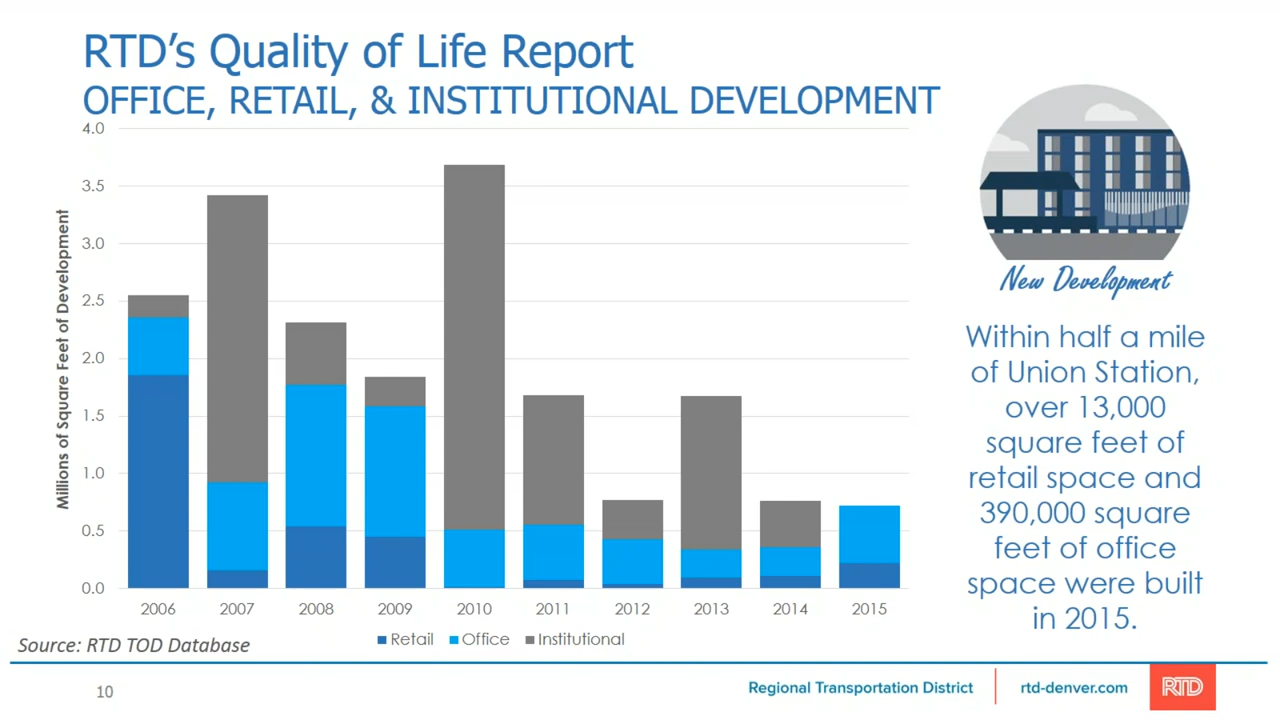 RTD’s Quality of Life Report
OFFICE, RETAIL, & INSTITUTIONAL DEVELOPMENT
Millions of Square Feet of Development
4.0
3.5
3.0
2.5
2.0
1.5
1.0
0.5
0.0
2006 2007 2008 2009 2010 2011 2012 2013 2014 2015
Retail Office Institutional
Source: RTD TOD Database
New Development
Within half a mile
of Union Station,
over 13,000
square feet of
retail space and
390,000 square
feet of office
space were built
in 2015.
10
Regional Transportation District
rtd-denver.com
RTD